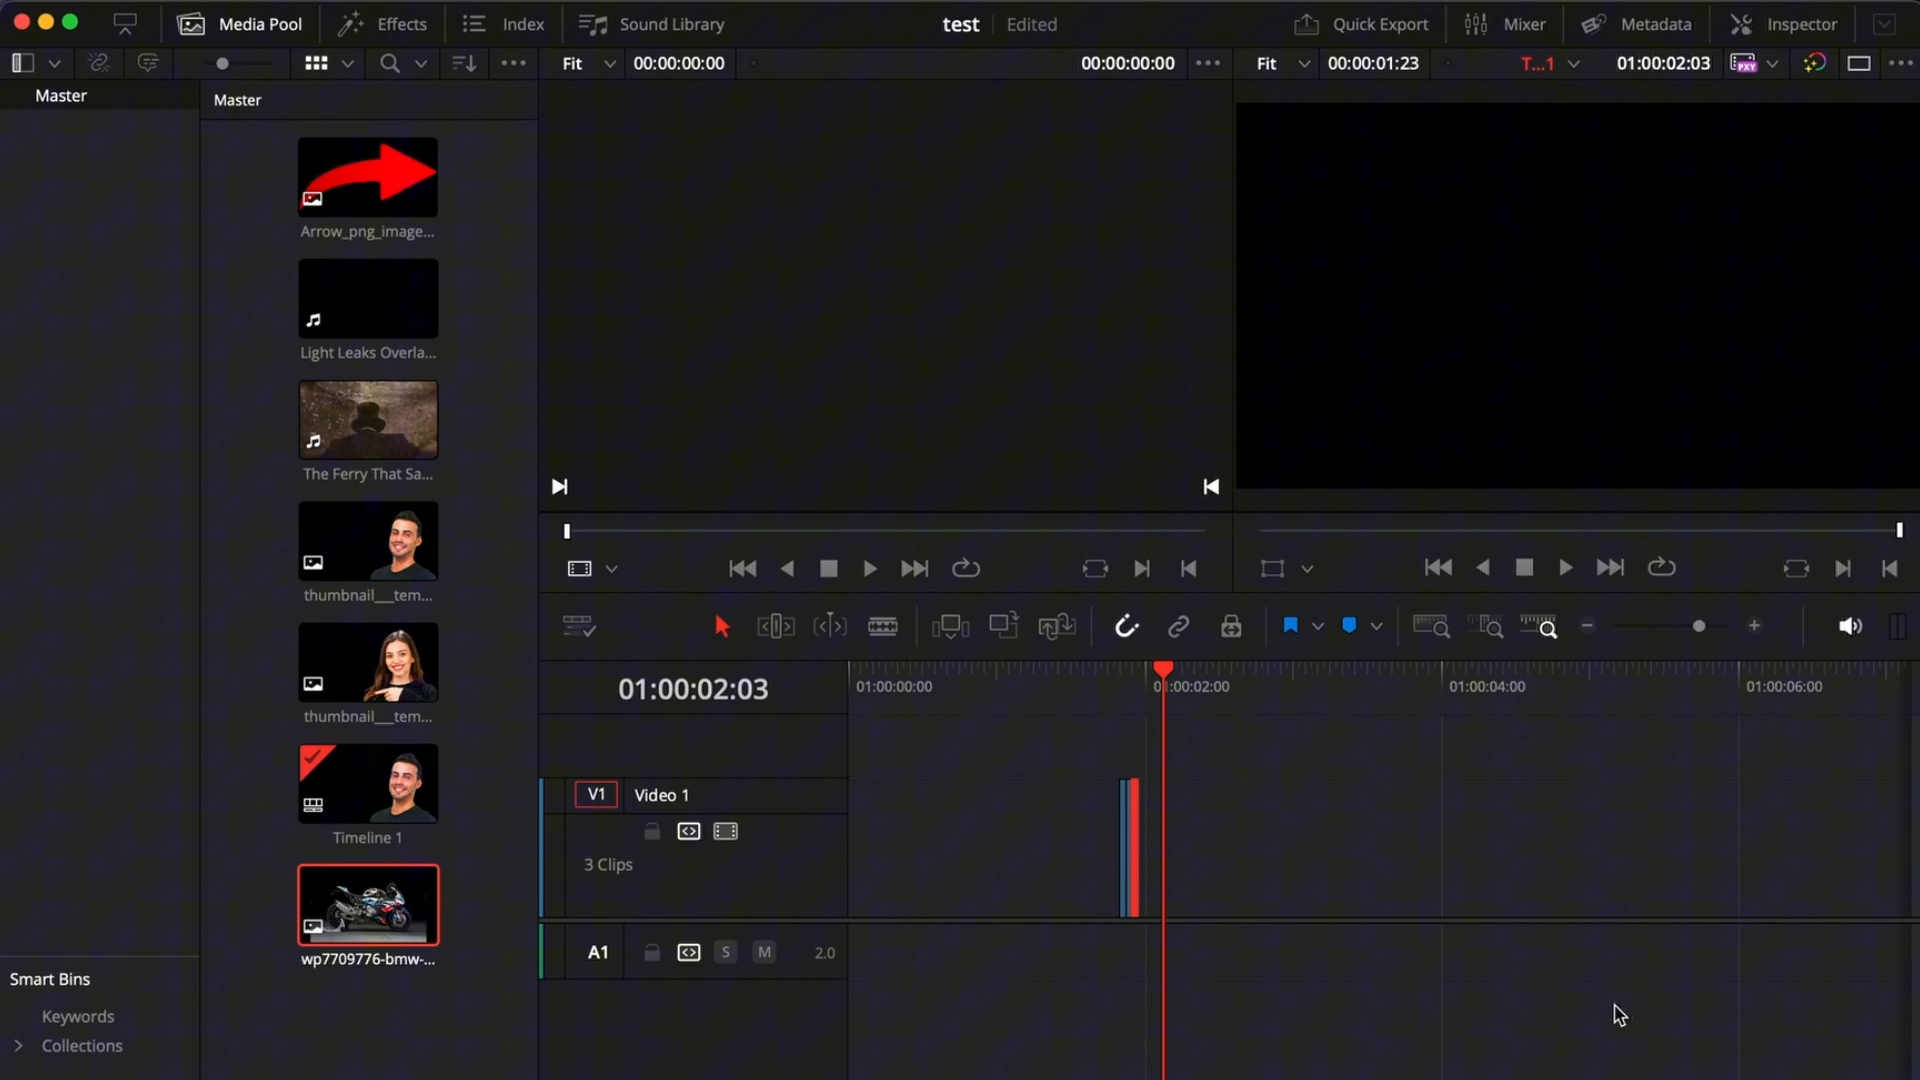 Media Pool Effects Index Sound Library test Edited Quick Export Mixer Metadata Inspector
Fit 00:00:00:00 00:00:00:00 Fit 00:00:01:23 T...1 01:00:02:03 PXY
Master
Master
Arrow_png_image...
Light Leaks Overla...
The Ferry That Sa...
thumbnail___tem...
thumbnail___tem...
Timeline 1
wp7709776-bmw-...
Smart Bins
Keywords
Collections
01:00:02:03
01:00:00:00 01:00:02:00 01:00:04:00 01:00:06:00
V1 Video 1
3 Clips
A1 S M 2.0